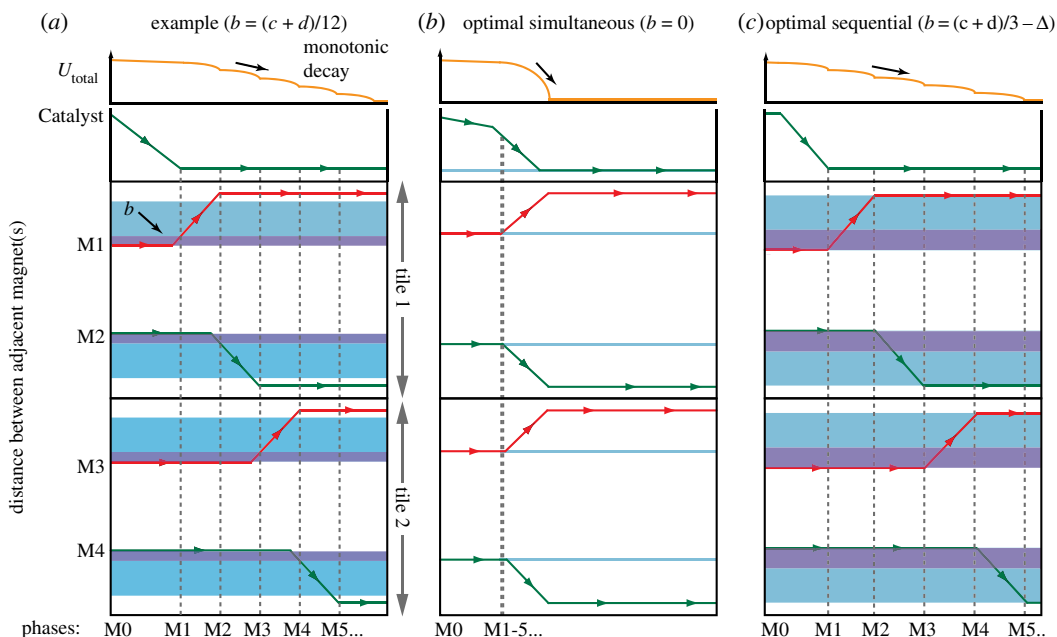 (a) example (b = (c + d)/12)
(b) optimal simultaneous (b = 0)
(c) optimal sequential (b = (c + d)/3 – Δ)
U_total
monotonic
decay
Catalyst
b
M1
M2
M3
M4
tile 1
tile 2
distance between adjacent magnet(s)
phases: M0 M1 M2 M3 M4 M5...
M0 M1-5...
M0 M1 M2 M3 M4 M5..